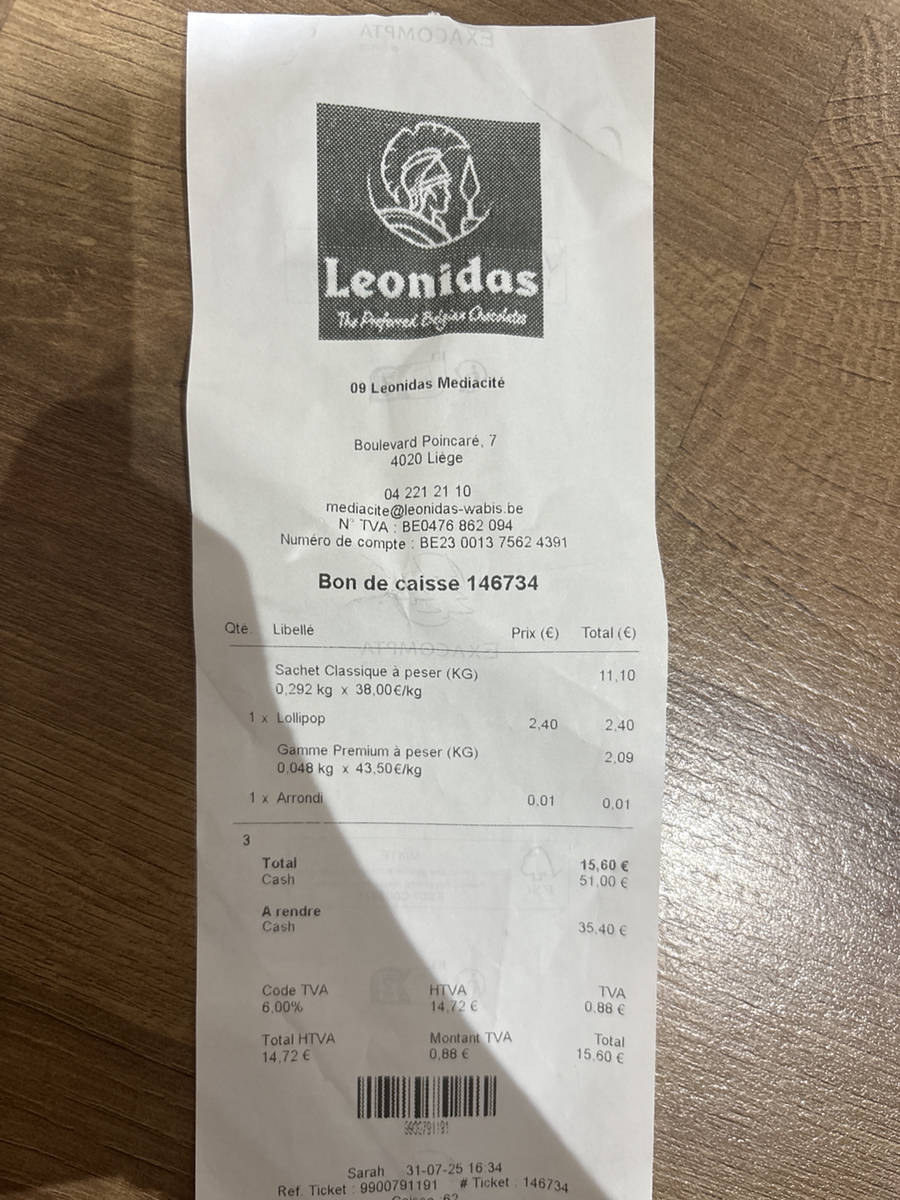 EXACOMPTA
Leonidas
The Preferred Belgian Chocolates
09 Leonidas Mediacité
Boulevard Poincaré, 7
4020 Liège
04 221 21 10
mediacite@leonidas-wabis.be
N° TVA : BE0476 862 094
Numéro de compte : BE23 0013 7562 4391
Bon de caisse 146734
Qté. Libellé Prix (€) Total (€)
EXACOMPTA
Sachet Classique à peser (KG) 11,10
0,292 kg x 38,00€/kg
1 x Lollipop 2,40 2,40
Gamme Premium à peser (KG) 2,09
0,048 kg x 43,50€/kg
1 x Arrondi 0,01 0,01
3
Total 15,60 €
Cash 51,00 €
A rendre
Cash 35,40 €
Code TVA HTVA TVA
6,00% 14,72 € 0,88 €
Total HTVA Montant TVA Total
14,72 € 0,88 € 15,60 €
9900791191
Sarah 31-07-25 16:34
Ref. Ticket : 9900791191 # Ticket : 146734